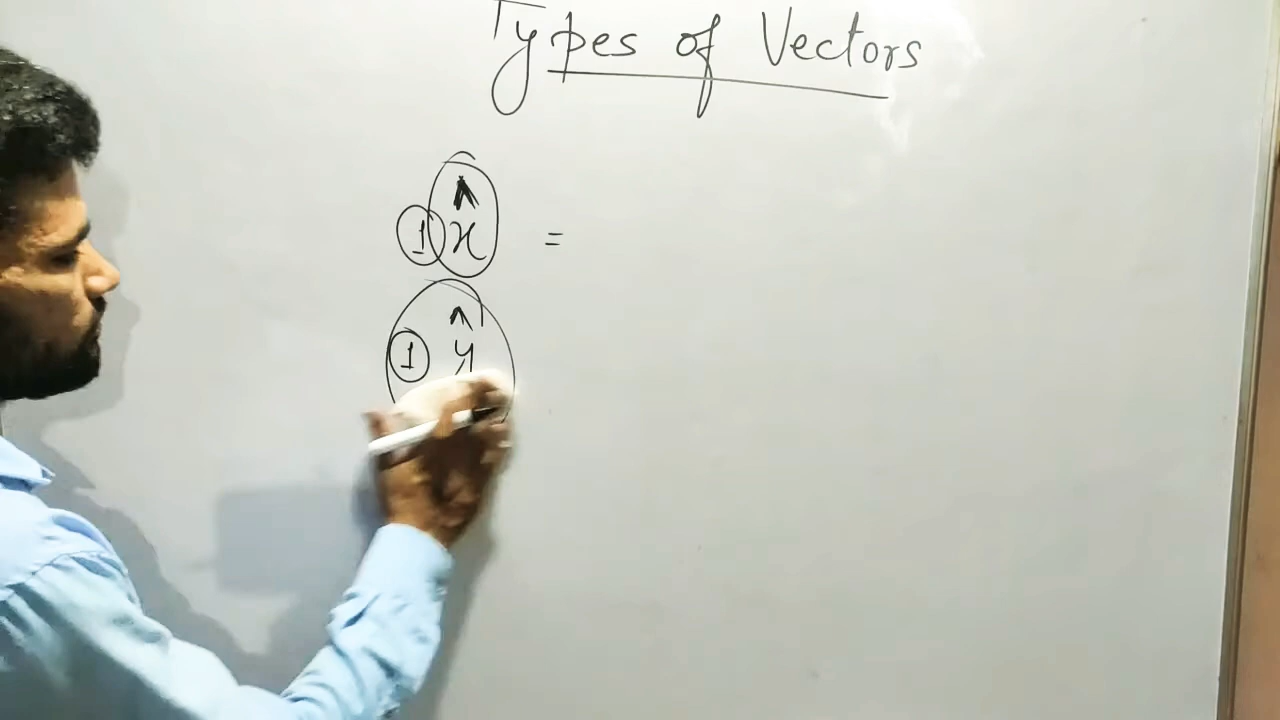 Types of Vectors
1 x̂ =
1 ŷ